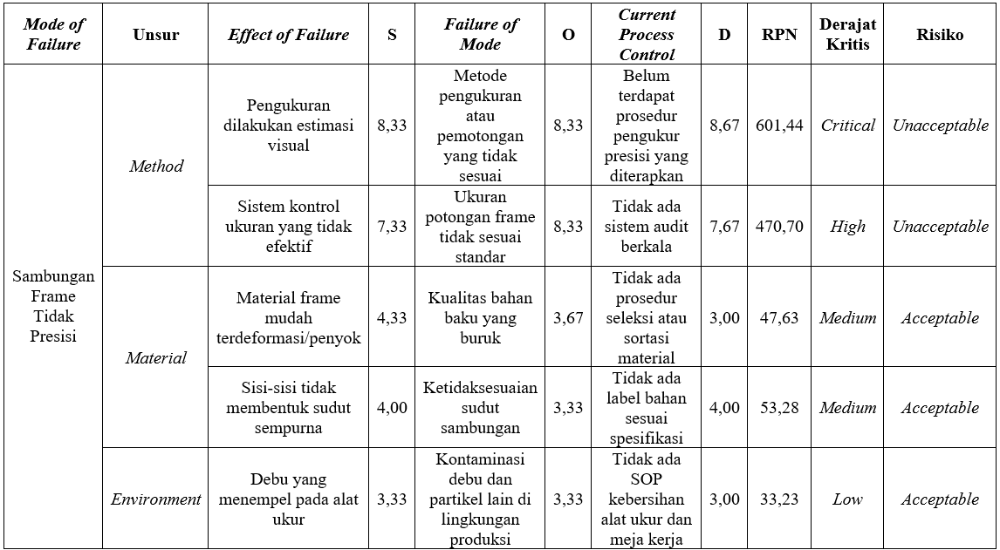 Mode of
Failure
Unsur
Effect of Failure
S
Failure of
Mode
O
Current
Process
Control
D
RPN
Derajat
Kritis
Risiko
Sambungan
Frame
Tidak
Presisi
Method
Pengukuran
dilakukan estimasi
visual
8,33
Metode
pengukuran
atau
pemotongan
yang tidak
sesuai
8,33
Belum
terdapat
prosedur
pengukur
presisi yang
diterapkan
8,67
601,44
Critical
Unacceptable
Sistem kontrol
ukuran yang tidak
efektif
7,33
Ukuran
potongan frame
tidak sesuai
standar
8,33
Tidak ada
sistem audit
berkala
7,67
470,70
High
Unacceptable
Material
Material frame
mudah
terdeformasi/penyok
4,33
Kualitas bahan
baku yang
buruk
3,67
Tidak ada
prosedur
seleksi atau
sortasi
material
3,00
47,63
Medium
Acceptable
Sisi-sisi tidak
membentuk sudut
sempurna
4,00
Ketidaksesuaian
sudut
sambungan
3,33
Tidak ada
label bahan
sesuai
spesifikasi
4,00
53,28
Medium
Acceptable
Environment
Debu yang
menempel pada alat
ukur
3,33
Kontaminasi
debu dan
partikel lain di
lingkungan
produksi
3,33
Tidak ada
SOP
kebersihan
alat ukur dan
meja kerja
3,00
33,23
Low
Acceptable